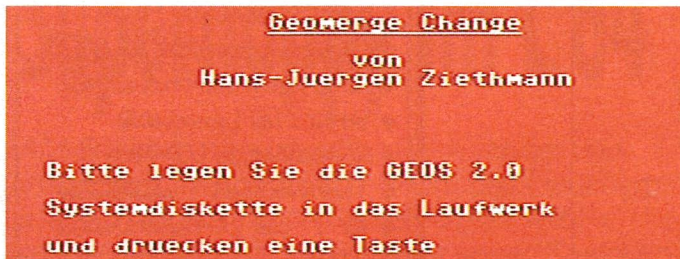 Geomerge Change
von
Hans-Juergen Ziethmann
Bitte legen Sie die GEOS 2.0
Systemdiskette in das Laufwerk
und druecken eine Taste